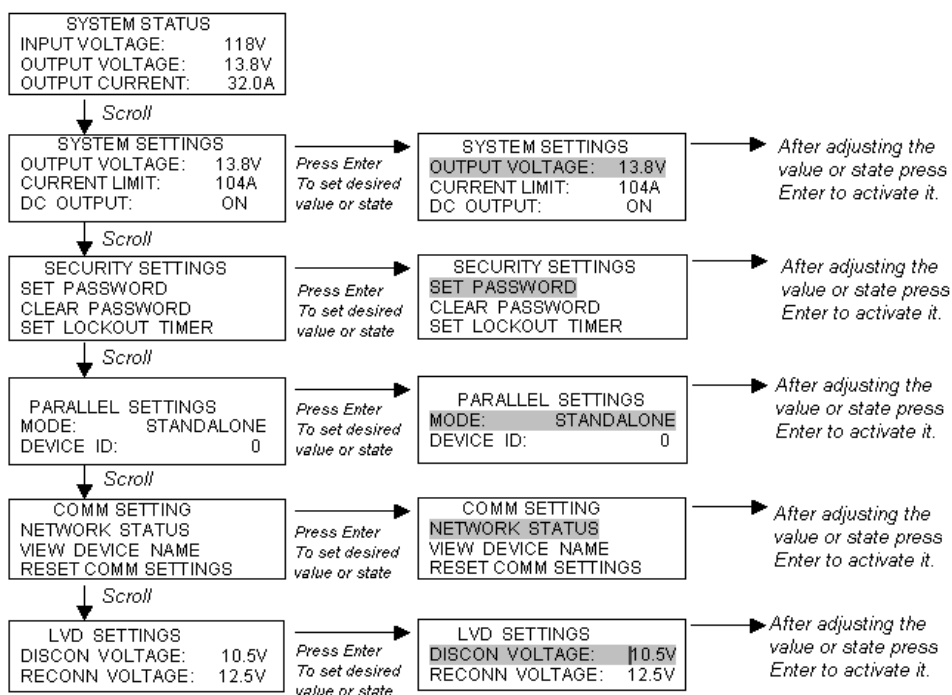 SYSTEM STATUS
INPUT VOLTAGE: 118V
OUTPUT VOLTAGE: 13.8V
OUTPUT CURRENT: 32.0A
Scroll
SYSTEM SETTINGS
OUTPUT VOLTAGE: 13.8V
CURRENT LIMIT: 104A
DC OUTPUT: ON
Press Enter
To set desired
value or state
SYSTEM SETTINGS
OUTPUT VOLTAGE: 13.8V
CURRENT LIMIT: 104A
DC OUTPUT: ON
After adjusting the
value or state press
Enter to activate it.
Scroll
SECURITY SETTINGS
SET PASSWORD
CLEAR PASSWORD
SET LOCKOUT TIMER
Press Enter
To set desired
value or state
SECURITY SETTINGS
SET PASSWORD
CLEAR PASSWORD
SET LOCKOUT TIMER
After adjusting the
value or state press
Enter to activate it.
Scroll
PARALLEL SETTINGS
MODE: STANDALONE
DEVICE ID: 0
Press Enter
To set desired
value or state
PARALLEL SETTINGS
MODE: STANDALONE
DEVICE ID: 0
After adjusting the
value or state press
Enter to activate it.
Scroll
COMM SETTING
NETWORK STATUS
VIEW DEVICE NAME
RESET COMM SETTINGS
Press Enter
To set desired
value or state
COMM SETTING
NETWORK STATUS
VIEW DEVICE NAME
RESET COMM SETTINGS
After adjusting the
value or state press
Enter to activate it.
Scroll
LVD SETTINGS
DISCON VOLTAGE: 10.5V
RECONN VOLTAGE: 12.5V
Press Enter
To set desired
value or state
LVD SETTINGS
DISCON VOLTAGE: 10.5V
RECONN VOLTAGE: 12.5V
After adjusting the
value or state press
Enter to activate it.